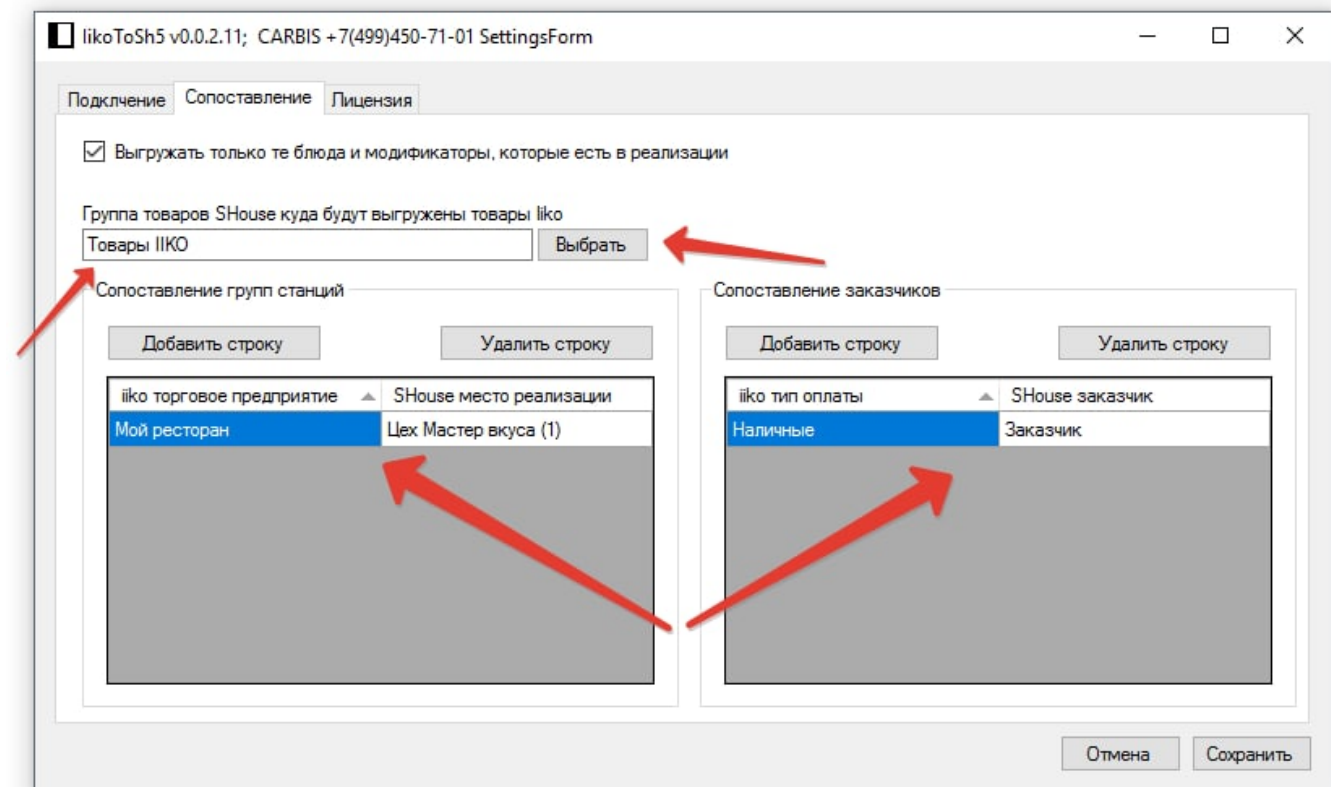 IikoToSh5 v0.0.2.11; CARBIS +7(499)450-71-01 SettingsForm
Подклчение Сопоставление Лицензия
Выгружать только те блюда и модификаторы, которые есть в реализации
Группа товаров SHouse куда будут выгружены товары Iiko
Товары IIKO Выбрать
Сопоставление групп станций
Добавить строку Удалить строку
iiko торговое предприятие SHouse место реализации
Мой ресторан Цех Мастер вкуса (1)
Сопоставление заказчиков
Добавить строку Удалить строку
iiko тип оплаты SHouse заказчик
Наличные Заказчик
Отмена Сохранить